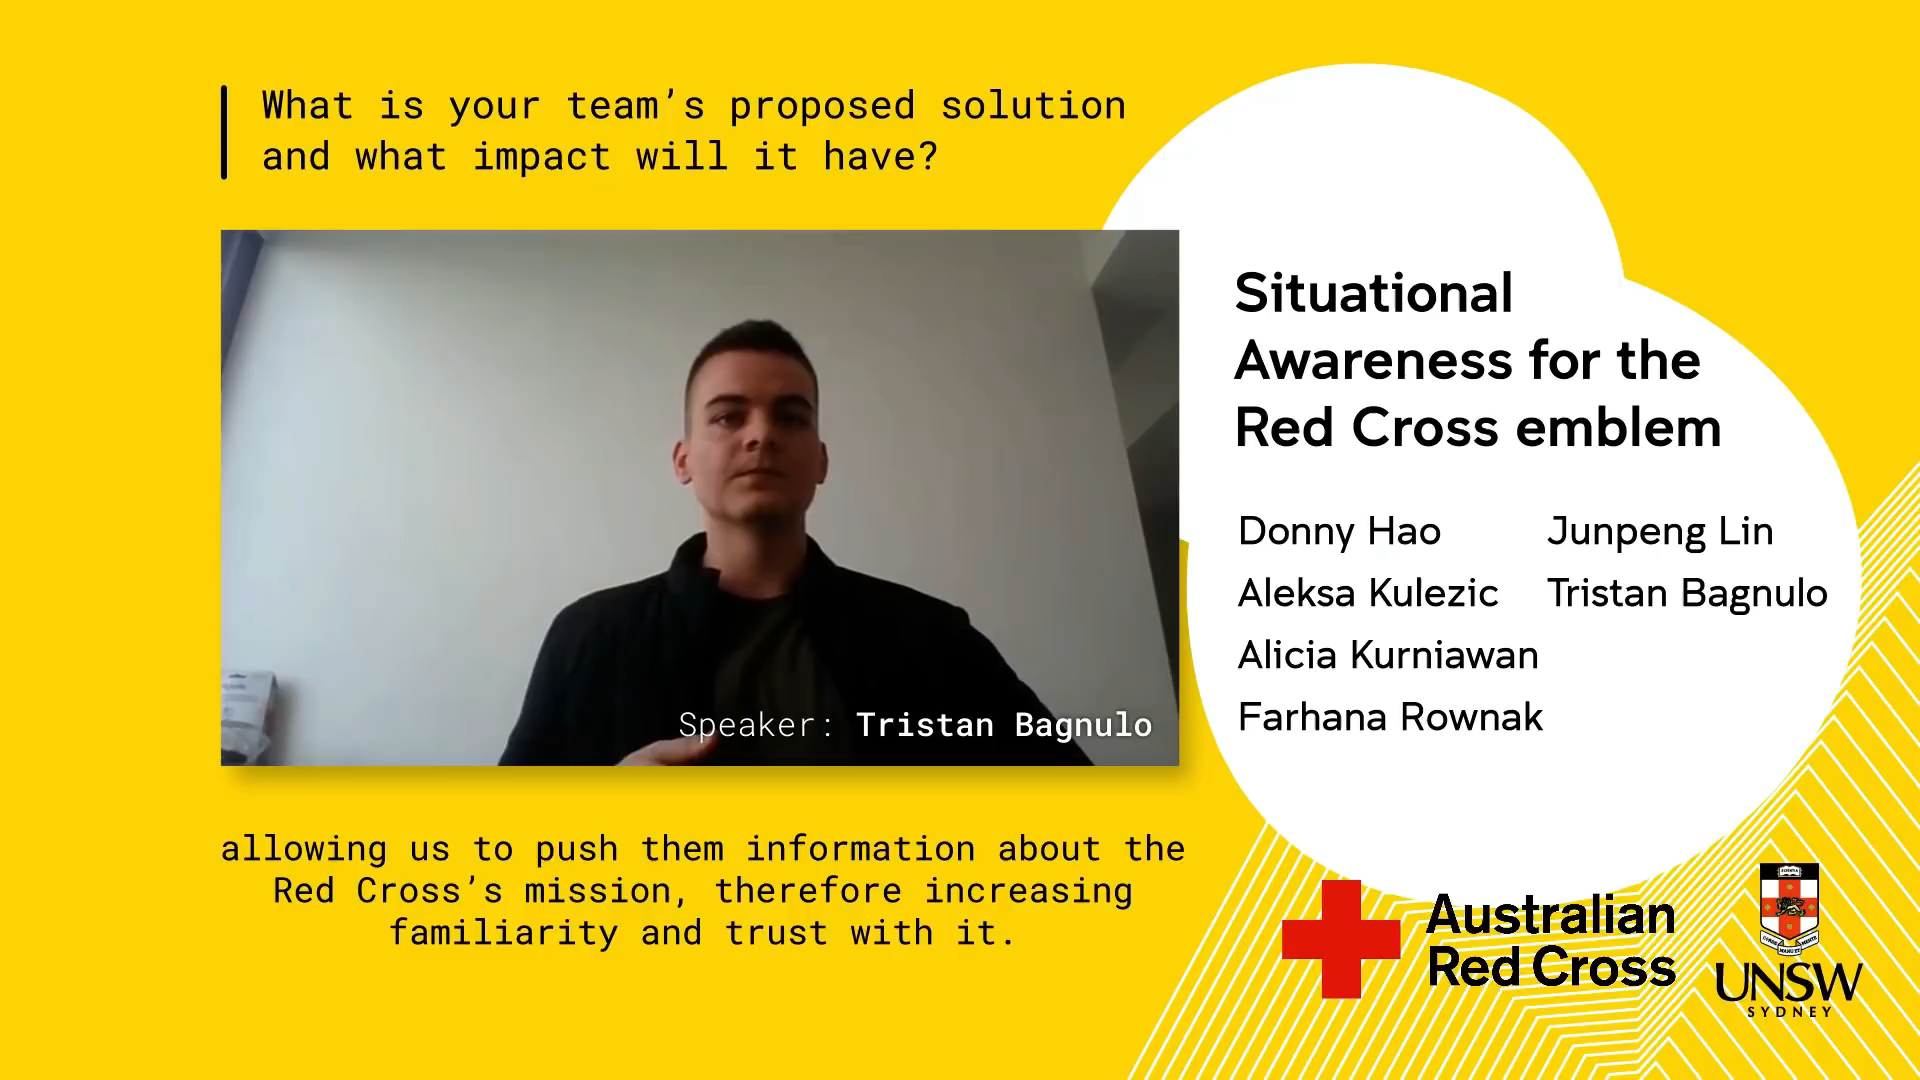 What is your team’s proposed solution
and what impact will it have?
Speaker: Tristan Bagnulo
allowing us to push them information about the
Red Cross’s mission, therefore increasing
familiarity and trust with it.
Situational
Awareness for the
Red Cross emblem
Donny Hao
Aleksa Kulezic
Alicia Kurniawan
Farhana Rownak
Junpeng Lin
Tristan Bagnulo
Australian
Red Cross
UNSW
SYDNEY